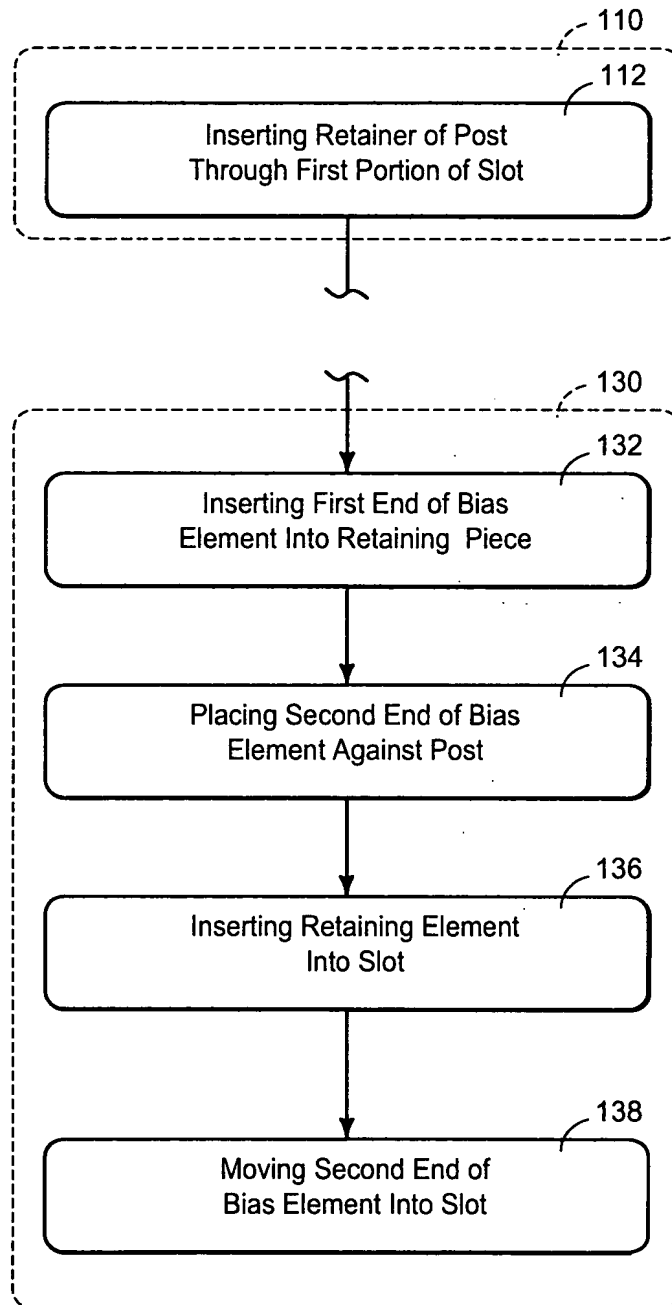 110
112
Inserting Retainer of Post
Through First Portion of Slot
130
132
Inserting First End of Bias
Element Into Retaining Piece
134
Placing Second End of Bias
Element Against Post
136
Inserting Retaining Element
Into Slot
138
Moving Second End of
Bias Element Into Slot